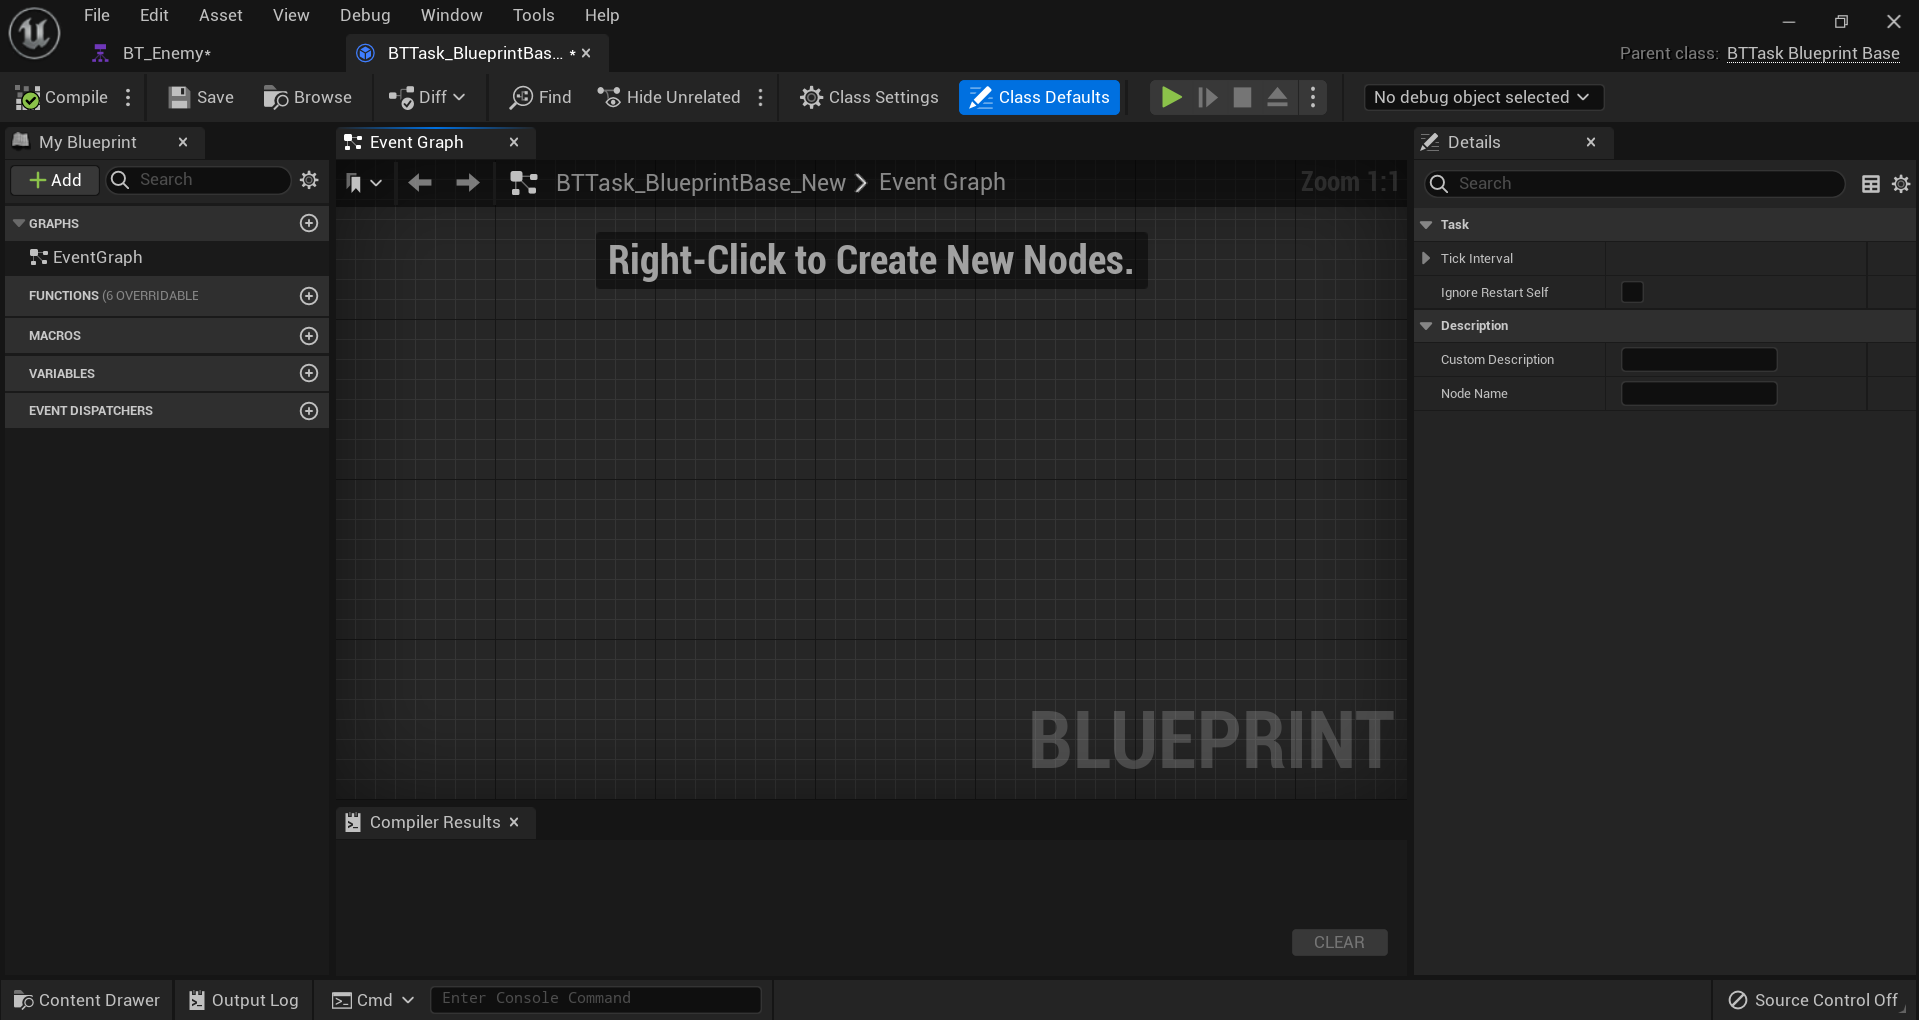 File Edit Asset View Debug Window Tools Help
BT_Enemy*
BTTask_BlueprintBas... *
Parent class: BTTask Blueprint Base
Compile Save Browse Diff Find Hide Unrelated Class Settings Class Defaults No debug object selected
My Blueprint
Event Graph
Details
Add Search
BTTask_BlueprintBase_New Event Graph
Zoom 1:1
Search
GRAPHS
EventGraph
FUNCTIONS (6 OVERRIDABLE
MACROS
VARIABLES
EVENT DISPATCHERS
Right-Click to Create New Nodes.
BLUEPRINT
Task
Tick Interval
Ignore Restart Self
Description
Custom Description
Node Name
Compiler Results
CLEAR
Content Drawer Output Log Cmd Enter Console Command Source Control Off